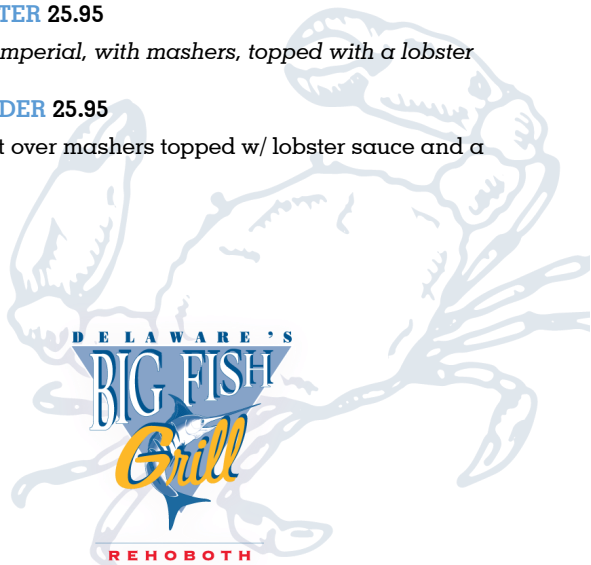 TER 25.95
mperial, with mashers, topped with a lobster
DER 25.95
t over mashers topped w/ lobster sauce and a
DELAWARE'S
BIG FISH
Grill
REHOBOTH